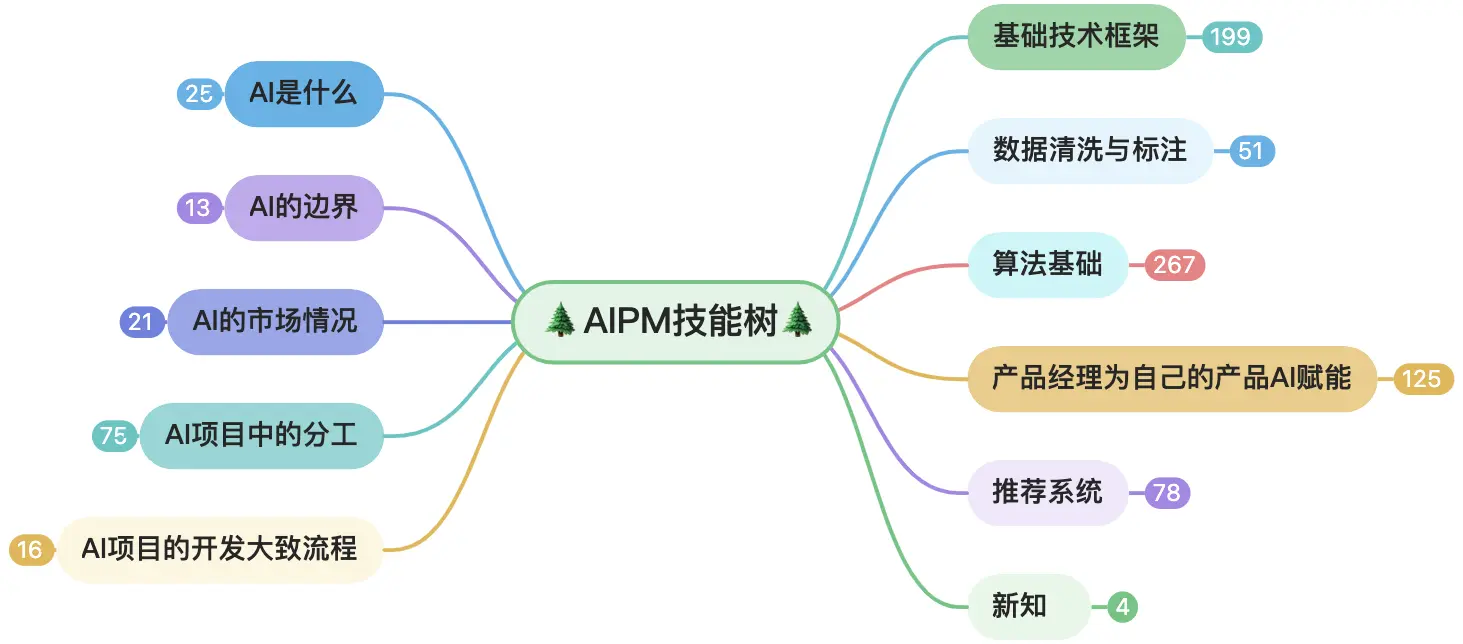 🌲AIPM技能树🌲
基础技术框架
199
数据清洗与标注
51
算法基础
267
产品经理为自己的产品AI赋能
125
推荐系统
78
新知
4
AI是什么
25
AI的边界
13
AI的市场情况
21
AI项目中的分工
75
AI项目的开发大致流程
16